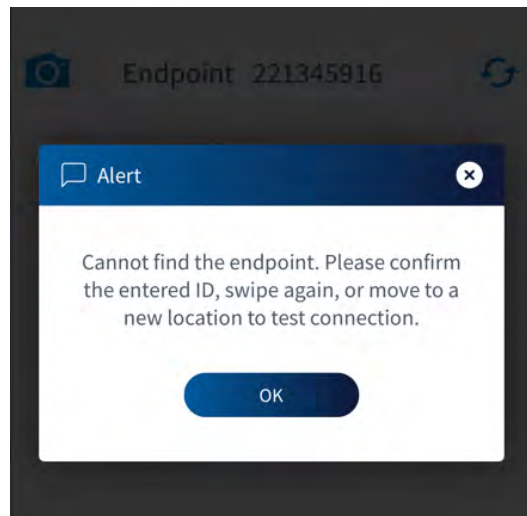 Endpoint 221345916
Alert
Cannot find the endpoint. Please confirm
the entered ID, swipe again, or move to a
new location to test connection.
OK